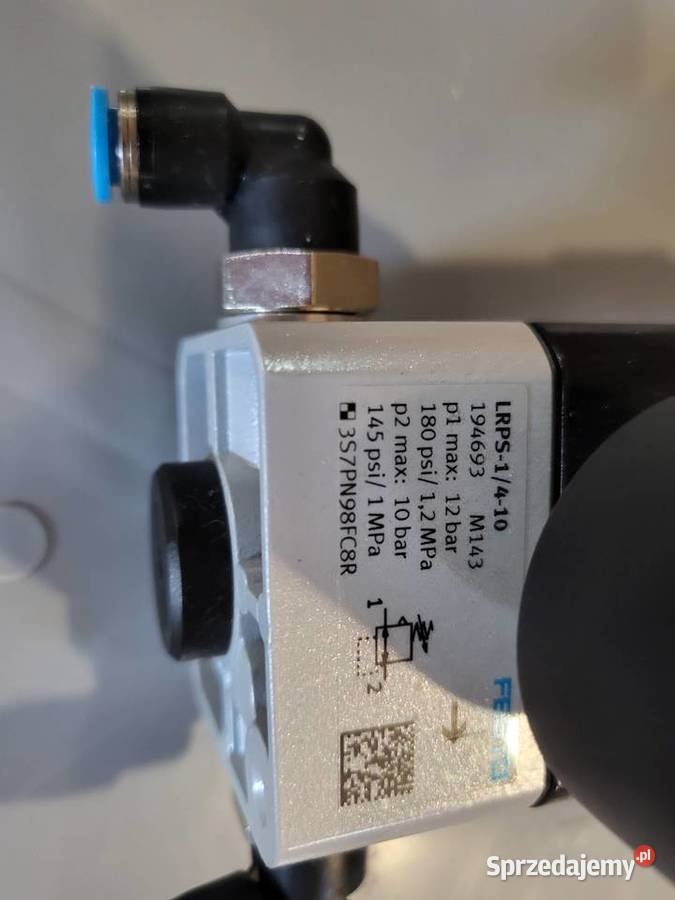 LRPS-1/4-10
194693 M143
p1 max: 12 bar
180 psi/ 1,2 MPa
p2 max: 10 bar
145 psi/ 1 MPa
3S7PN98FC8R
1
2
FESTO
Sprzedajemy.pl